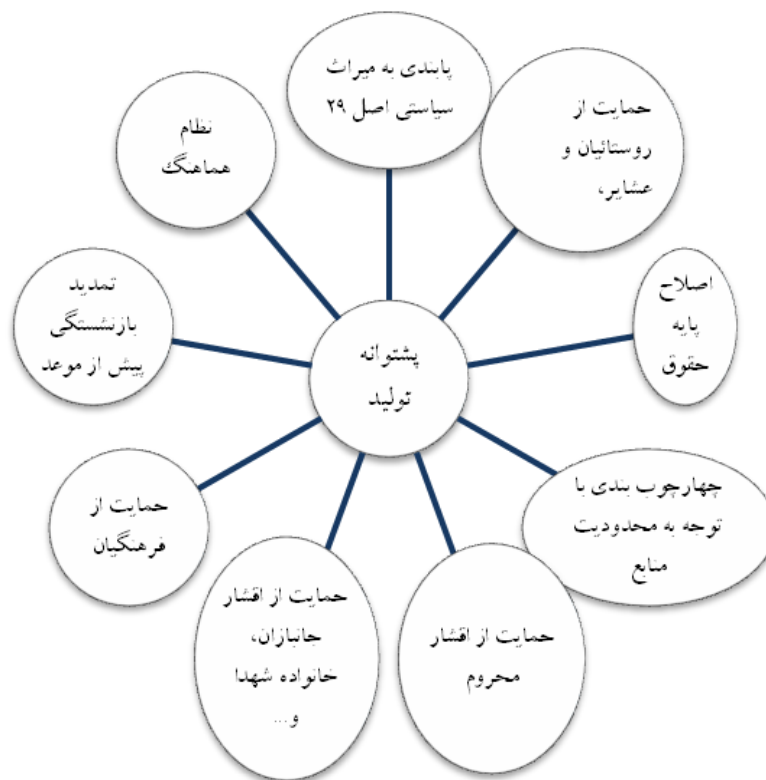 پابندی به میراث
سیاستی اصل ۲۹
حمایت از
روستائیان و
عشایر،
اصلاح
پایه
حقوق
چهارچوب بندی با
توجه به محدودیت
منابع
حمایت از اقشار
محروم
حمایت از اقشار
جانبازان،
خانواده شهدا
و...
حمایت از
فرهنگیان
تمدید
بازنشستگی
پیش از موعد
نظام
هماهنگ
پشتوانه
تولید